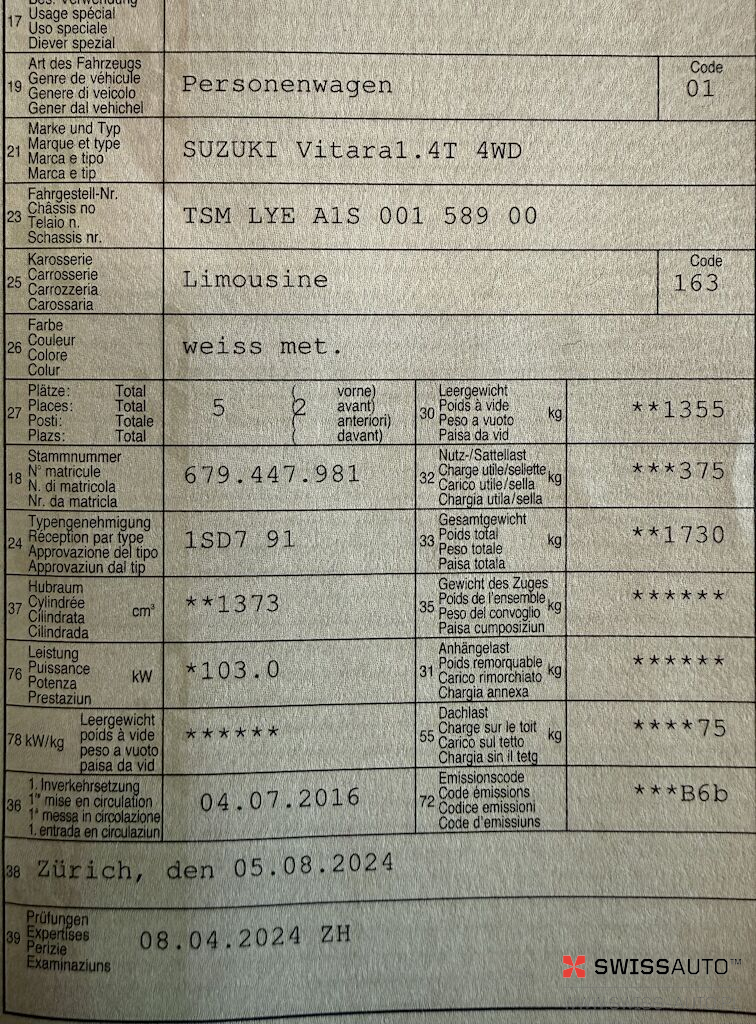 Bes. Verwendung
17 Usage spécial
Uso speciale
Diever spezial
Art des Fahrzeugs
19 Genre de véhicule
Genere di veicolo
Gener dal vehichel
Personenwagen
Code
01
Marke und Typ
21 Marque et type
Marca e tipo
Marca e tip
SUZUKI Vitara1.4T 4WD
Fahrgestell-Nr.
23 Châssis no
Telaio n.
Schassis nr.
TSM LYE A1S 001 589 00
Karosserie
25 Carrosserie
Carrozzeria
Carossaria
Limousine
Code
163
Farbe
26 Couleur
Colore
Colur
weiss met.
Plätze: Total
27 Places: Total
Posti: Totale
Plazs: Total
5 ( 2 vorne)
avant)
anteriori)
davant)
Leergewicht
30 Poids à vide kg
Peso a vuoto
Paisa da vid
**1355
Stammnummer
18 N° matricule
N. di matricola
Nr. da matricla
679.447.981
Nutz-/Sattellast
32 Charge utile/sellette kg
Carico utile/sella
Chargia utila/sella
***375
Typengenehmigung
24 Réception par type
Approvazione del tipo
Approvaziun dal tip
1SD7 91
Gesamtgewicht
33 Poids total kg
Peso totale
Paisa totala
**1730
Hubraum
37 Cylindrée cm³
Cilindrata
Cilindrada
**1373
Gewicht des Zuges
35 Poids de l'ensemble kg
Peso del convoglio
Paisa cumposiziun
******
Leistung
76 Puissance kW
Potenza
Prestaziun
*103.0
Anhängelast
31 Poids remorquable kg
Carico rimorchiato
Chargia annexa
******
Leergewicht
78 kW/kg poids à vide
peso a vuoto
paisa da vid
******
Dachlast
55 Charge sur le toit kg
Carico sul tetto
Chargia sin il tetg
****75
1. Inverkehrsetzung
36 1re mise en circulation
1a messa in circolazione
1. entrada en circulaziun
04.07.2016
Emissionscode
72 Code émissions
Codice emissioni
Code d'emissiuns
***B6b
38 Zürich, den 05.08.2024
Prüfungen
39 Expertises
Perizie
Examinaziuns
08.04.2024 ZH
SWISSAUTO™